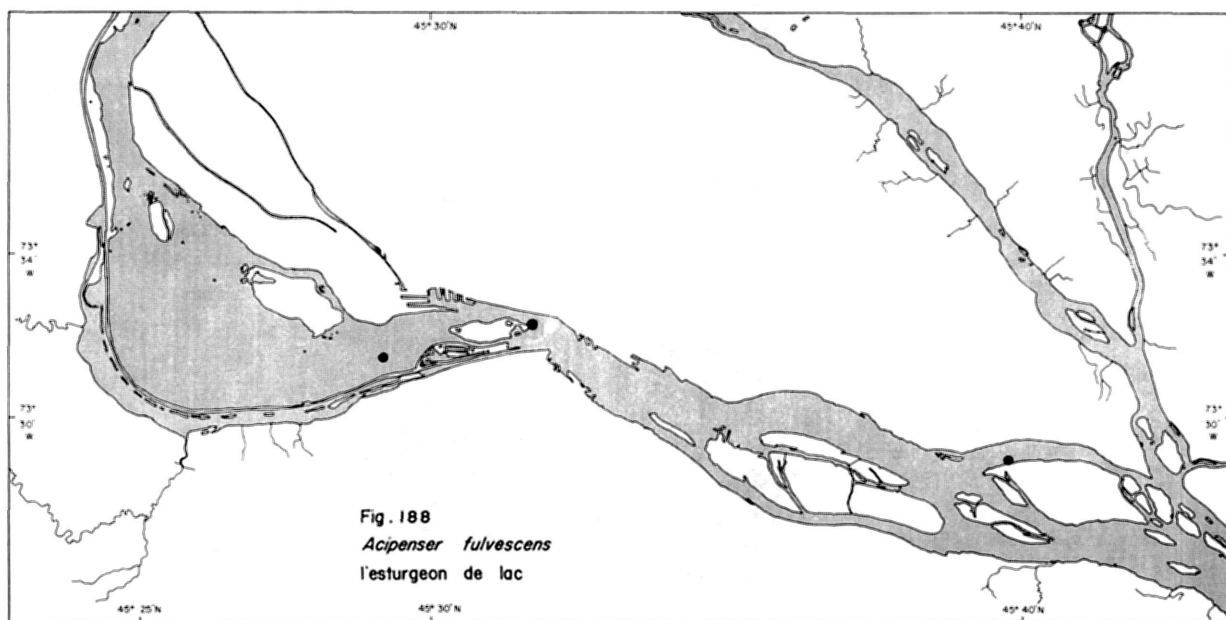 45° 30' N
45° 40' N
73°
34'
W
73°
34'
W
73°
30'
W
73°
30'
W
Fig. 188
Acipenser fulvescens
l'esturgeon de lac
45° 25' N
45° 30' N
45° 40' N